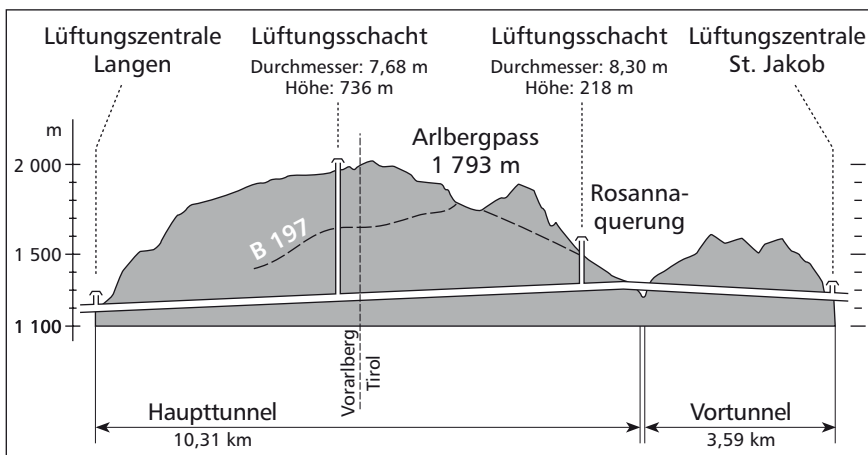 Lüftungszentrale
Langen
Lüftungsschacht
Durchmesser: 7,68 m
Höhe: 736 m
Lüftungsschacht
Durchmesser: 8,30 m
Höhe: 218 m
Lüftungszentrale
St. Jakob
m
2 000
1 500
1 100
Arlbergpass
1 793 m
Rosanna-
querung
B 197
Vorarlberg
Tirol
Haupttunnel
10,31 km
Vortunnel
3,59 km